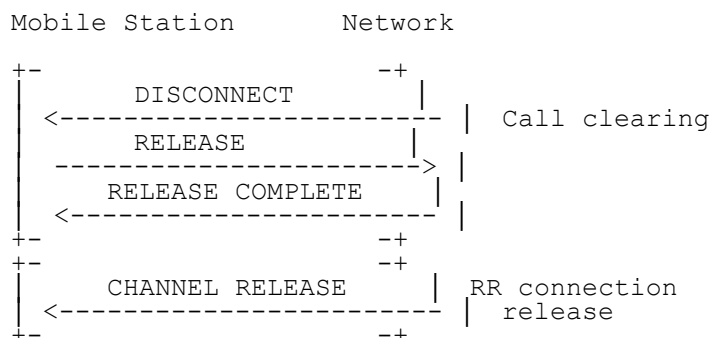 Mobile Station Network
+- -+
| DISCONNECT |
| <------------------------ | Call clearing
| RELEASE |
| -----------------------> |
| RELEASE COMPLETE |
| <----------------------- |
+- -+
+- -+
| CHANNEL RELEASE | RR connection
| <------------------------ | release
+- -+